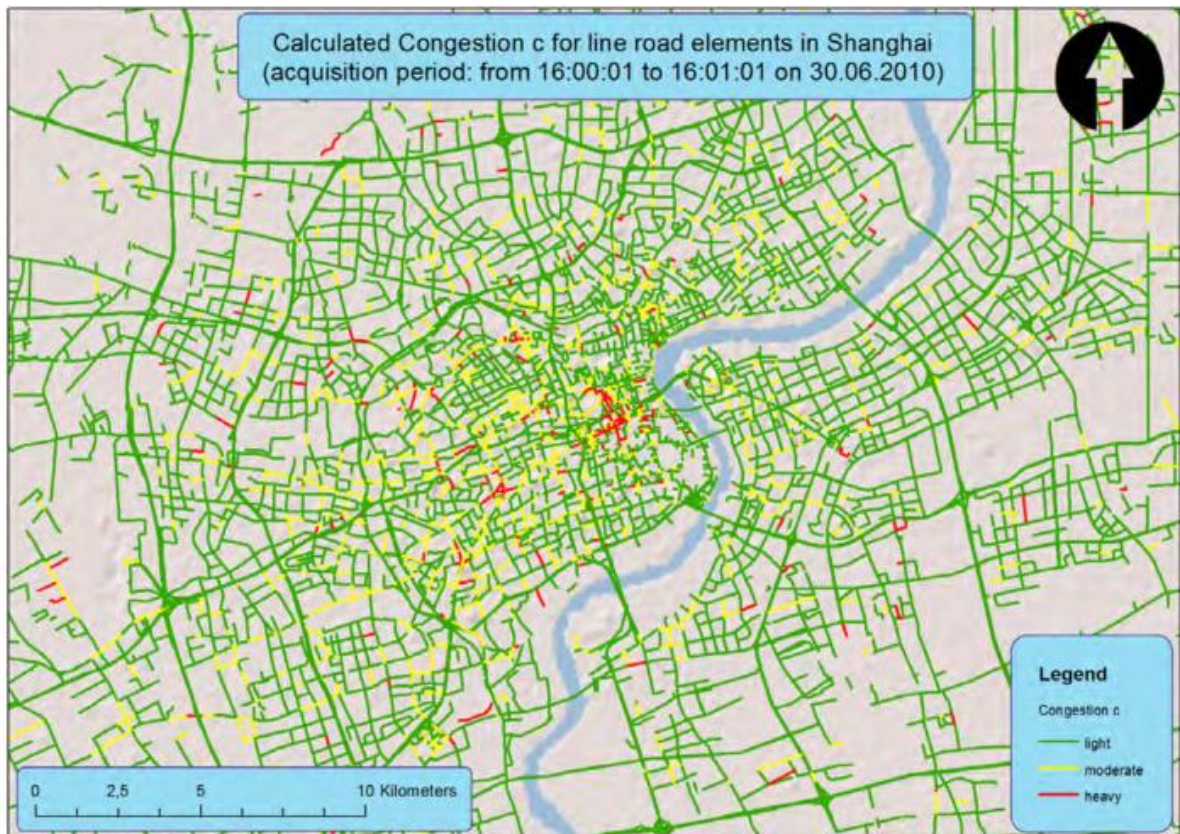 Calculated Congestion c for line road elements in Shanghai
(acquisition period: from 16:00:01 to 16:01:01 on 30.06.2010)
Legend
Congestion c
light
moderate
heavy
0 2,5 5 10 Kilometers